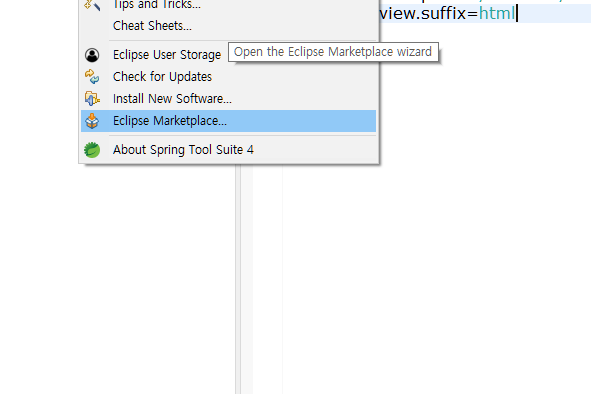 Tips and Tricks...
view.suffix=html
Cheat Sheets...
Eclipse User Storage
Open the Eclipse Marketplace wizard
Check for Updates
Install New Software...
Eclipse Marketplace...
About Spring Tool Suite 4